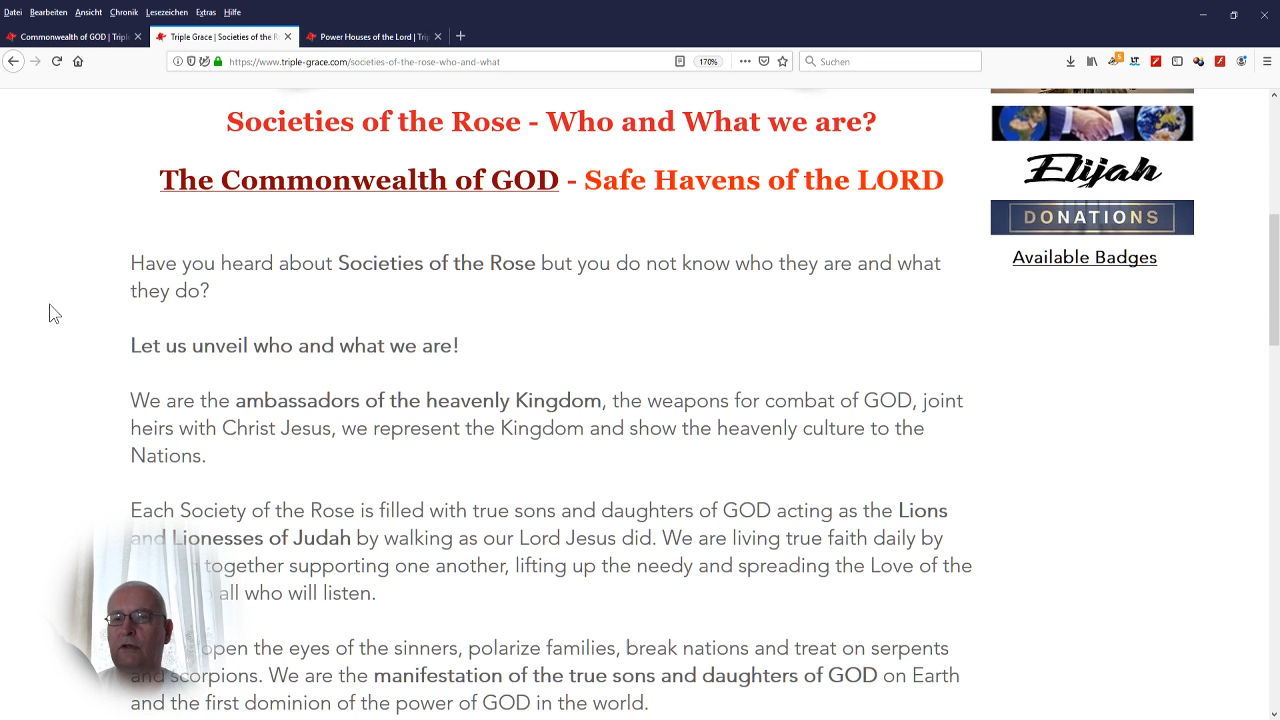 Datei Bearbeiten Ansicht Chronik Lesezeichen Extras Hilfe
Commonwealth of GOD | Triple
Triple Grace | Societies of the Ro
Power Houses of the Lord | Trip
https://www.triple-grace.com/societies-of-the-rose-who-and-what
170%
Suchen
Societies of the Rose - Who and What we are?
The Commonwealth of GOD - Safe Havens of the LORD
Elijah
DONATIONS
Available Badges
Have you heard about Societies of the Rose but you do not know who they are and what
they do?
Let us unveil who and what we are!
We are the ambassadors of the heavenly Kingdom, the weapons for combat of GOD, joint
heirs with Christ Jesus, we represent the Kingdom and show the heavenly culture to the
Nations.
Each Society of the Rose is filled with true sons and daughters of GOD acting as the Lions
and Lionesses of Judah by walking as our Lord Jesus did. We are living true faith daily by
together supporting one another, lifting up the needy and spreading the Love of the
all who will listen.
open the eyes of the sinners, polarize families, break nations and treat on serpents
and scorpions. We are the manifestation of the true sons and daughters of GOD on Earth
and the first dominion of the power of GOD in the world.